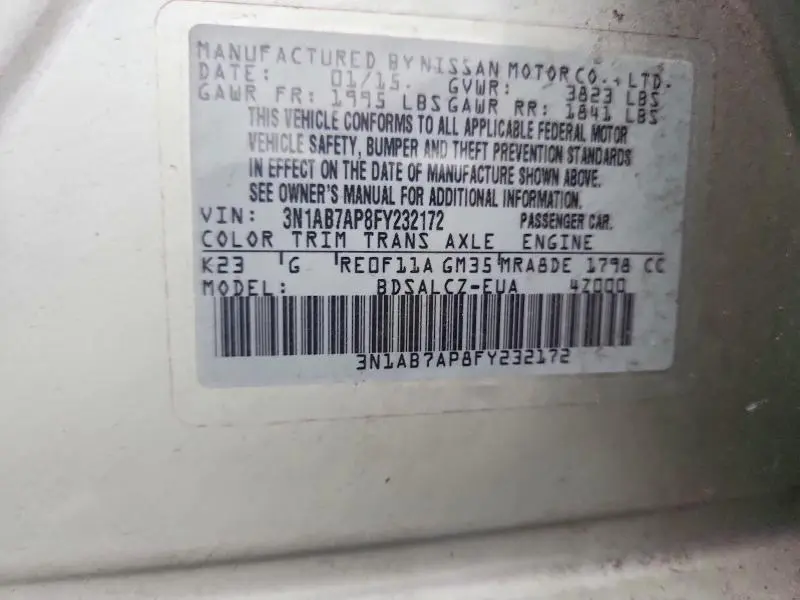 MANUFACTURED BY NISSAN MOTOR CO., LTD.
DATE: 01/15. GVWR: 3823 LBS
GAWR FR: 1995 LBS GAWR RR: 1841 LBS
THIS VEHICLE CONFORMS TO ALL APPLICABLE FEDERAL MOTOR
VEHICLE SAFETY, BUMPER AND THEFT PREVENTION STANDARDS
IN EFFECT ON THE DATE OF MANUFACTURE SHOWN ABOVE.
SEE OWNER'S MANUAL FOR ADDITIONAL INFORMATION.
VIN: 3N1AB7AP8FY232172 PASSENGER CAR.
COLOR TRIM TRANS AXLE ENGINE
K23 G RE0F11A GM35 MRA8DE 1798 CC
MODEL: BDSALCZ-EUA 4Z000
3N1AB7AP8FY232172